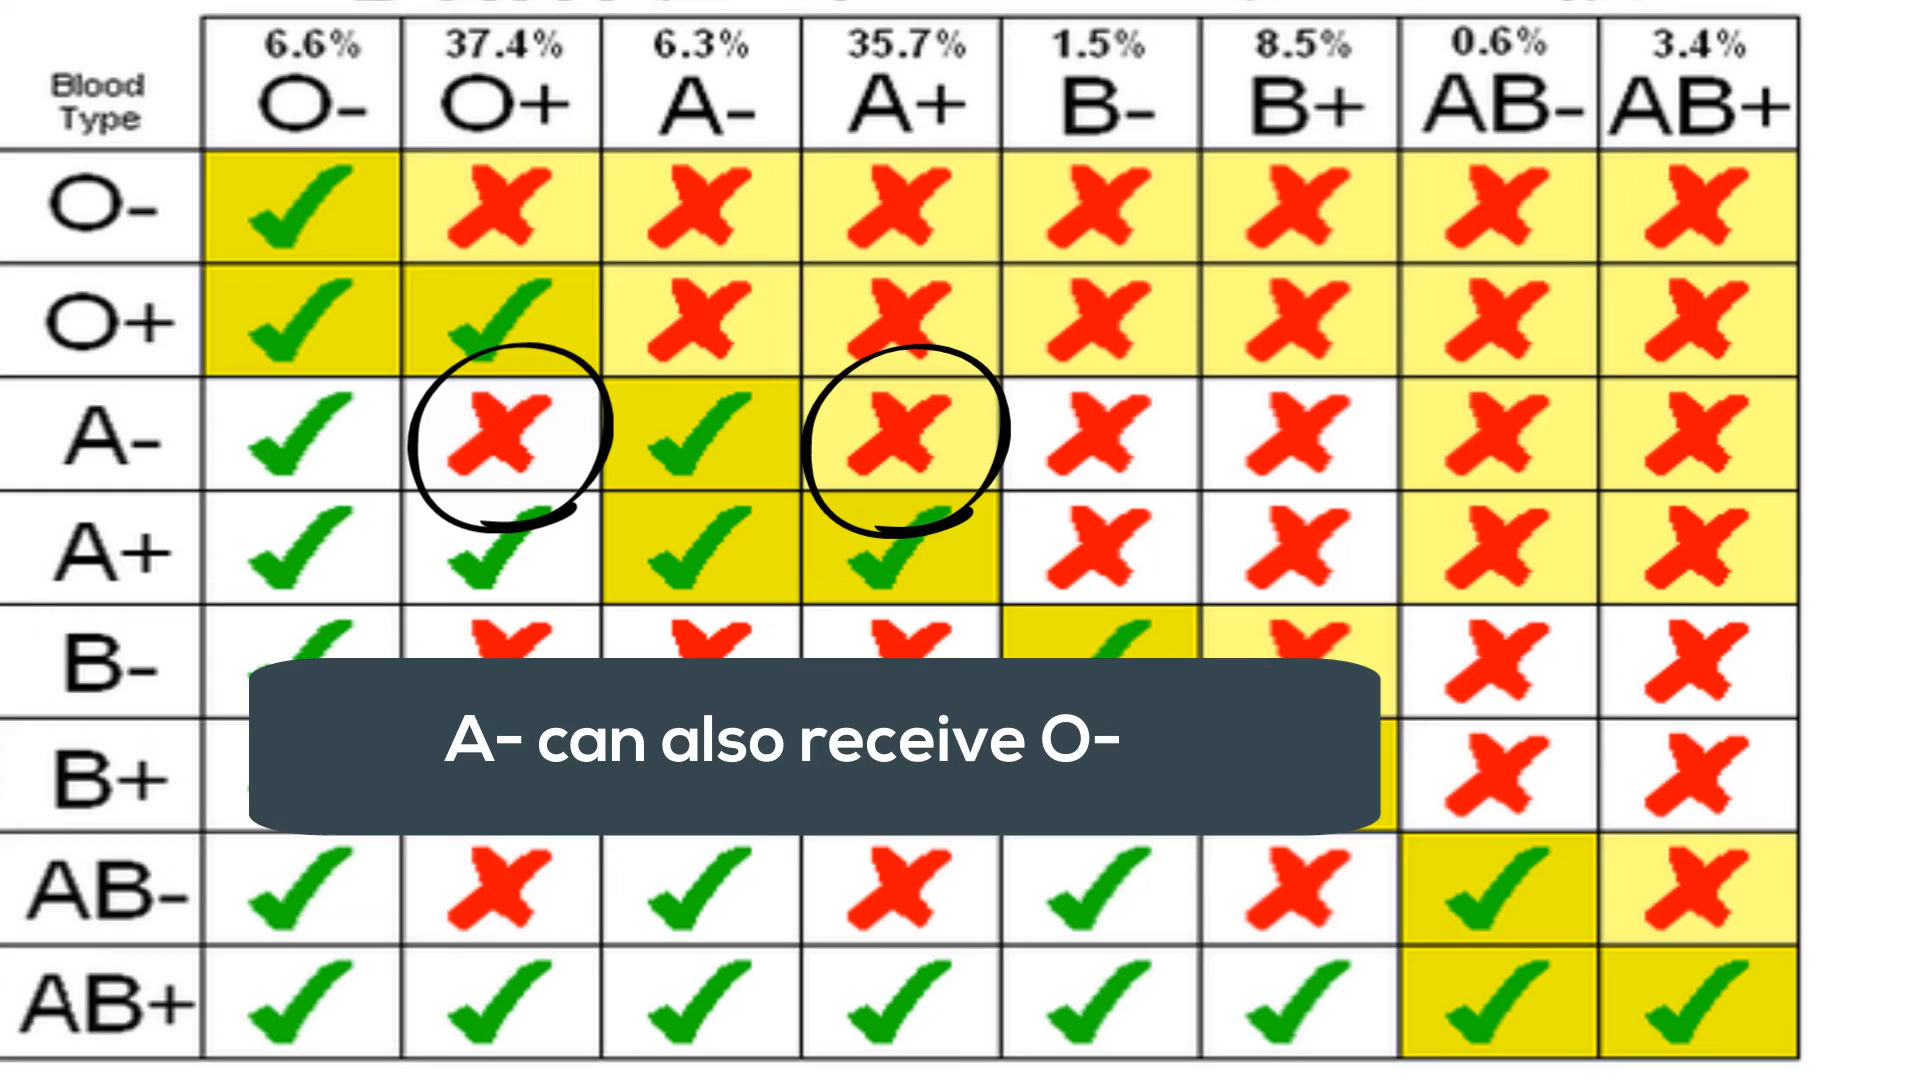 6.6% 37.4% 6.3% 35.7% 1.5% 8.5% 0.6% 3.4%
Blood
Type
O- O+ A- A+ B- B+ AB- AB+
O-
O+
A-
A+
B-
A- can also receive O-
B+
AB-
AB+